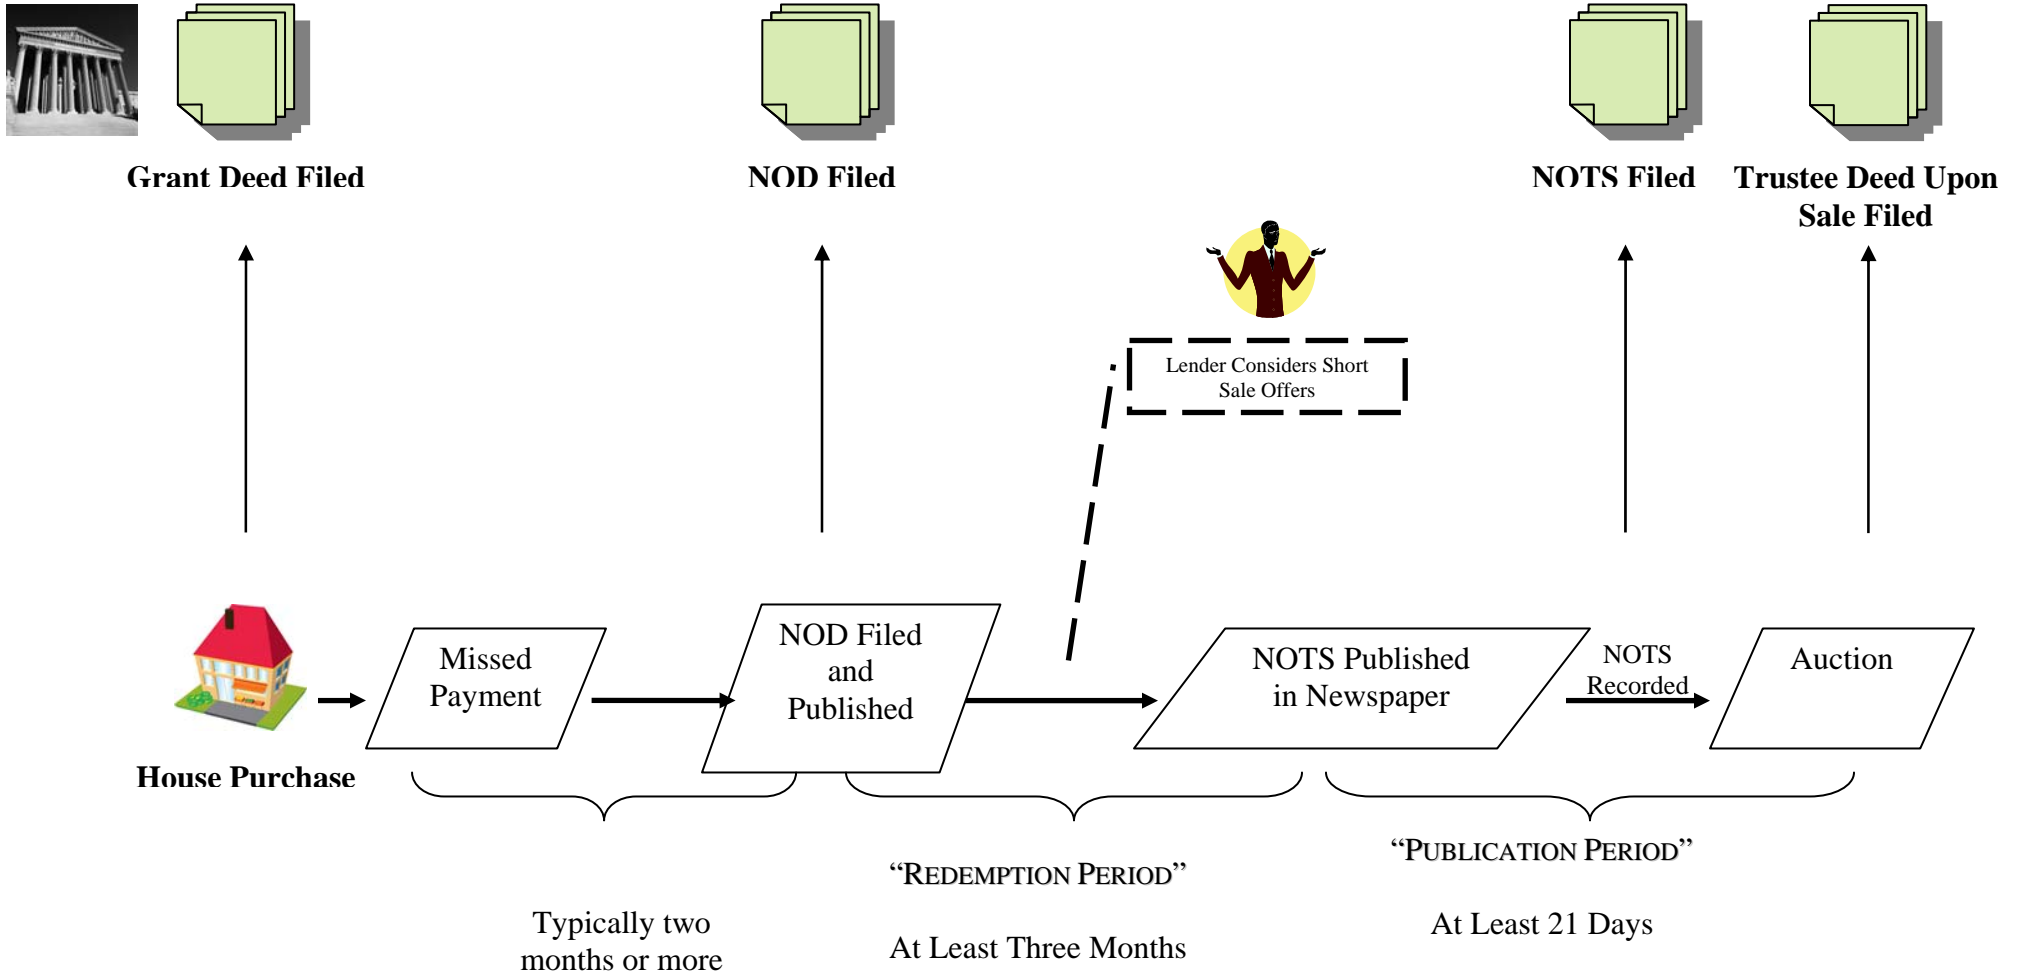 Grant Deed Filed
NOD Filed
NOTS Filed
Trustee Deed Upon
Sale Filed
Lender Considers Short
Sale Offers
House Purchase
Missed
Payment
NOD Filed
and
Published
NOTS Published
in Newspaper
NOTS
Recorded
Auction
Typically two
months or more
“REDEMPTION PERIOD”
At Least Three Months
“PUBLICATION PERIOD”
At Least 21 Days